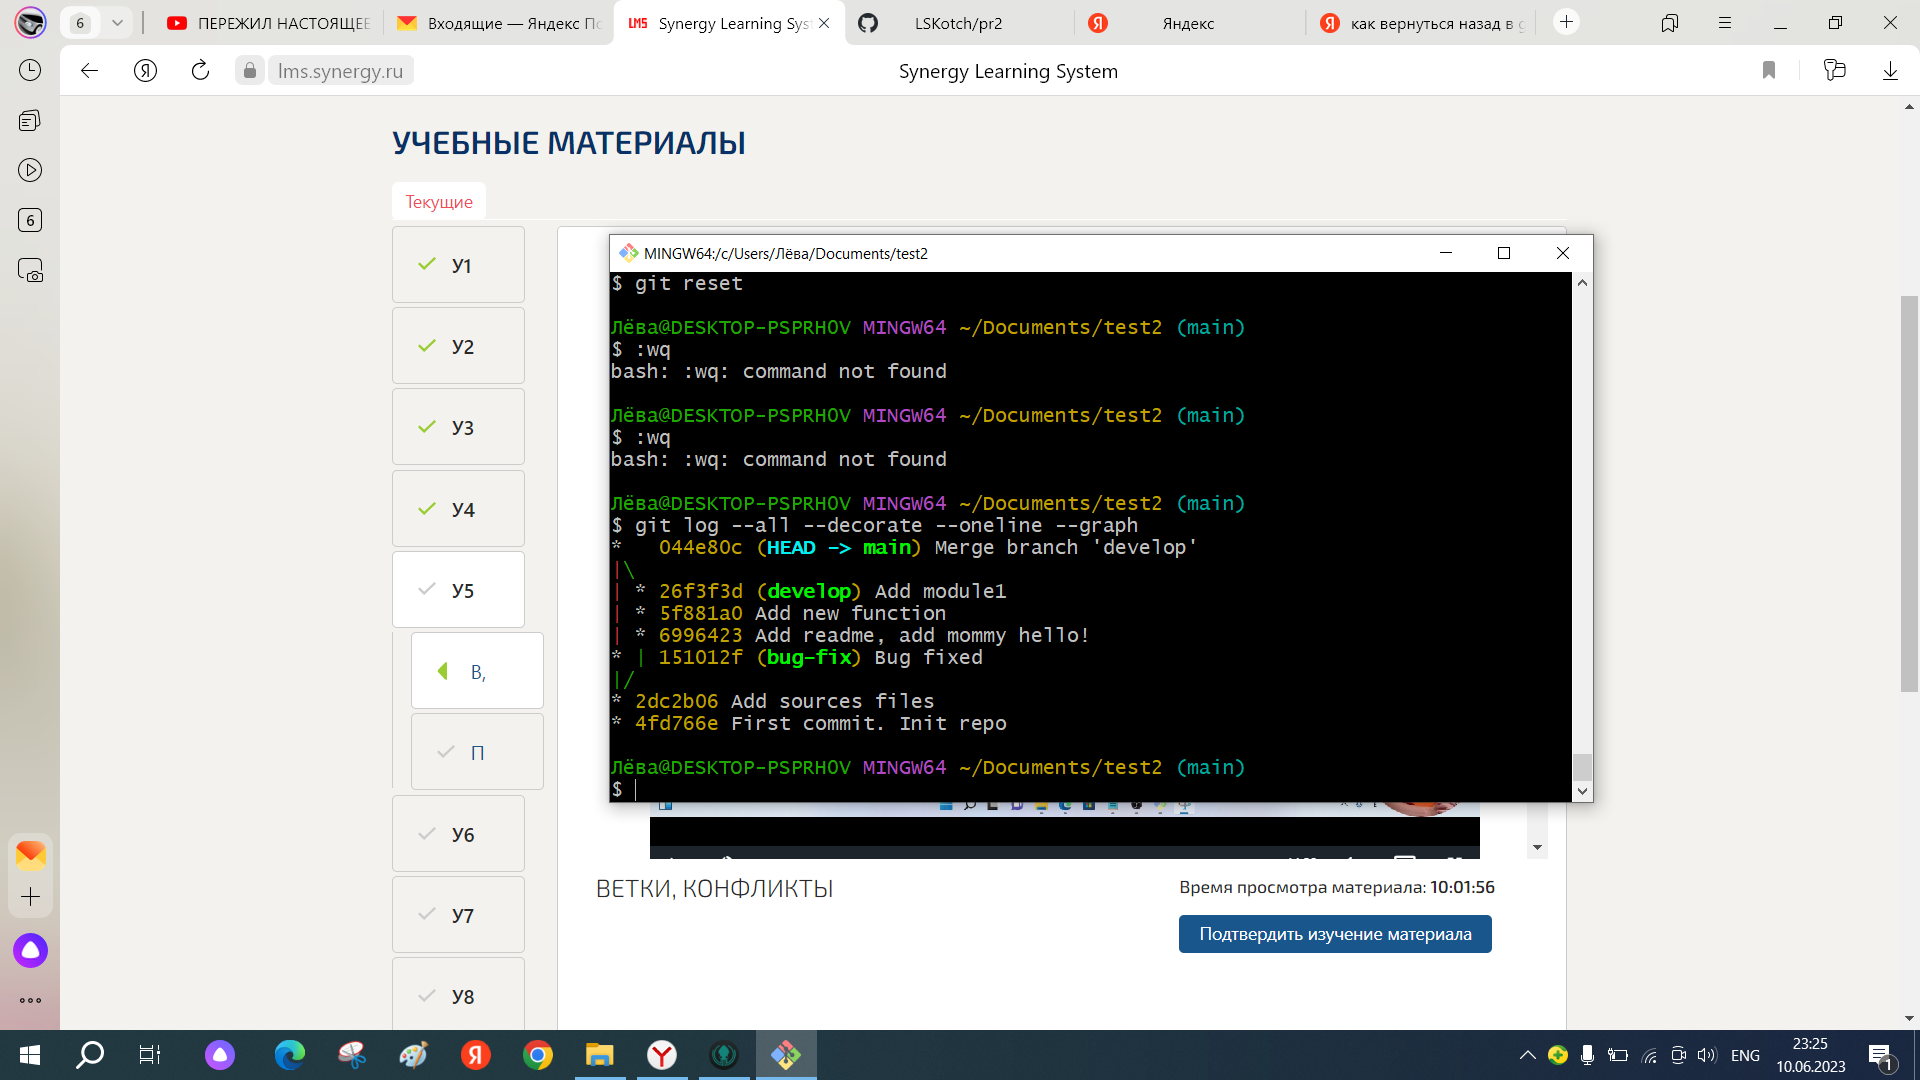 6
ПЕРЕЖИЛ НАСТОЯЩЕЕ
Входящие — Яндекс По
LMS Synergy Learning Sys
LSKotch/pr2
Я Яндекс
Я как вернуться назад в g
Я
lms.synergy.ru
Synergy Learning System
6
УЧЕБНЫЕ МАТЕРИАЛЫ
Текущие
У1
У2
У3
У4
У5
В,
П
У6
У7
У8
MINGW64:/c/Users/Лёва/Documents/test2
$ git reset
Лёва@DESKTOP-PSPRH0V MINGW64 ~/Documents/test2 (main)
$ :wq
bash: :wq: command not found
Лёва@DESKTOP-PSPRH0V MINGW64 ~/Documents/test2 (main)
$ :wq
bash: :wq: command not found
Лёва@DESKTOP-PSPRH0V MINGW64 ~/Documents/test2 (main)
$ git log --all --decorate --oneline --graph
*   044e80c (HEAD -> main) Merge branch 'develop'
|\
| * 26f3f3d (develop) Add module1
| * 5f881a0 Add new function
| * 6996423 Add readme, add mommy hello!
* | 151012f (bug-fix) Bug fixed
|/
* 2dc2b06 Add sources files
* 4fd766e First commit. Init repo
Лёва@DESKTOP-PSPRH0V MINGW64 ~/Documents/test2 (main)
$
ВЕТКИ, КОНФЛИКТЫ
Время просмотра материала: 10:01:56
Подтвердить изучение материала
Я
ENG
23:25
10.06.2023
1